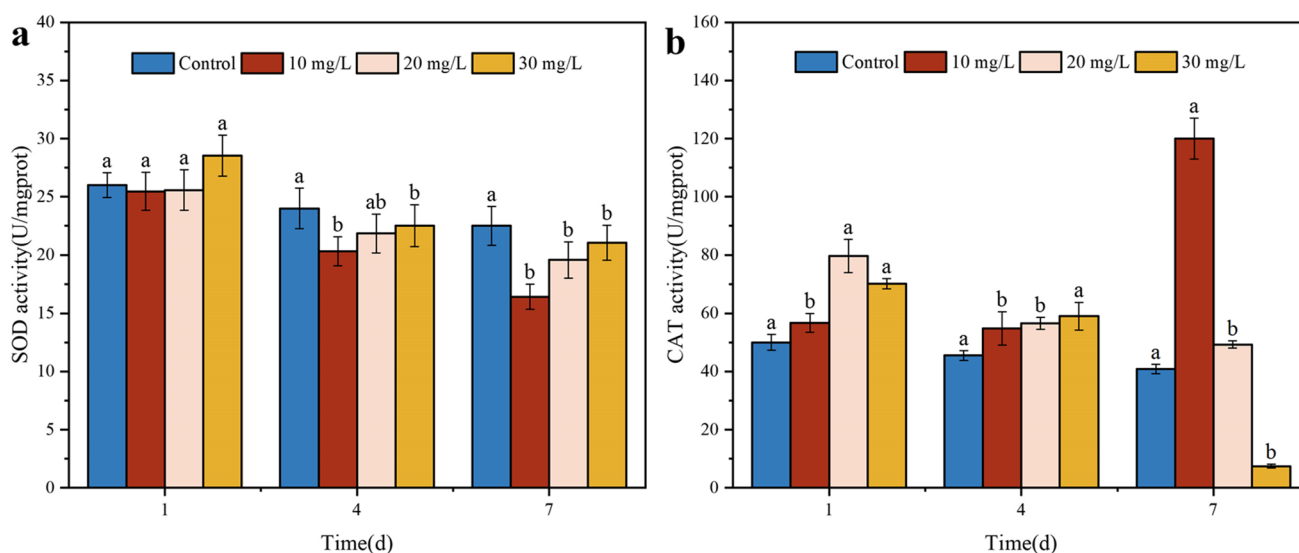 a
Control 10 mg/L 20 mg/L 30 mg/L
SOD activity(U/mgprot)
40
35
30
25
20
15
10
5
0
a a a a
a b ab b
a b b b
1 4 7
Time(d)
b
Control 10 mg/L 20 mg/L 30 mg/L
CAT activity(U/mgprot)
160
140
120
100
80
60
40
20
0
a b a a
a b b a
a a b b
1 4 7
Time(d)